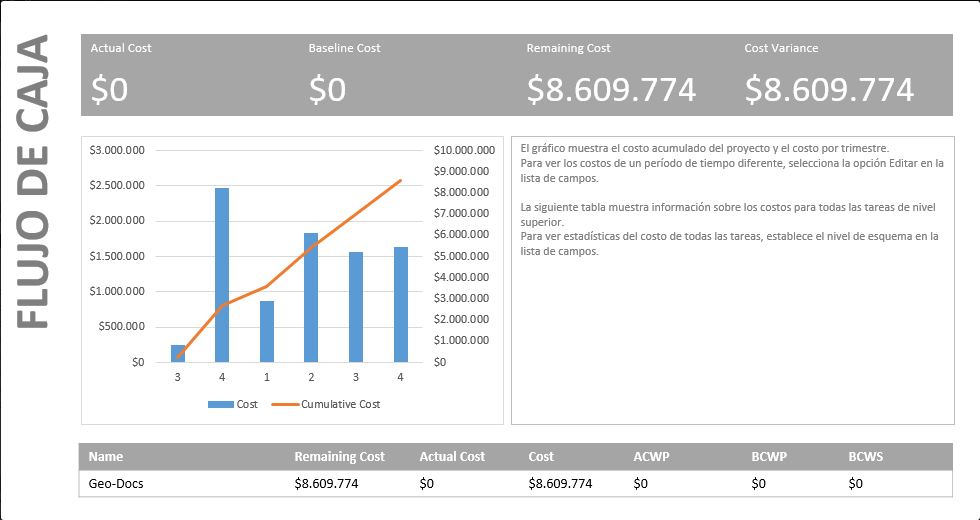 FLUJO DE CAJA
Actual Cost Baseline Cost Remaining Cost Cost Variance
$0 $0 $8.609.774 $8.609.774
$3.000.000
$2.500.000
$2.000.000
$1.500.000
$1.000.000
$500.000
$0
$10.000.000
$9.000.000
$8.000.000
$7.000.000
$6.000.000
$5.000.000
$4.000.000
$3.000.000
$2.000.000
$1.000.000
$0
3 4 1 2 3 4
Cost Cumulative Cost
El gráfico muestra el costo acumulado del proyecto y el costo por trimestre.
Para ver los costos de un período de tiempo diferente, selecciona la opción Editar en la
lista de campos.
La siguiente tabla muestra información sobre los costos para todas las tareas de nivel
superior.
Para ver estadísticas del costo de todas las tareas, establece el nivel de esquema en la
lista de campos.
Name Remaining Cost Actual Cost Cost ACWP BCWP BCWS
Geo-Docs $8.609.774 $0 $8.609.774 $0 $0 $0